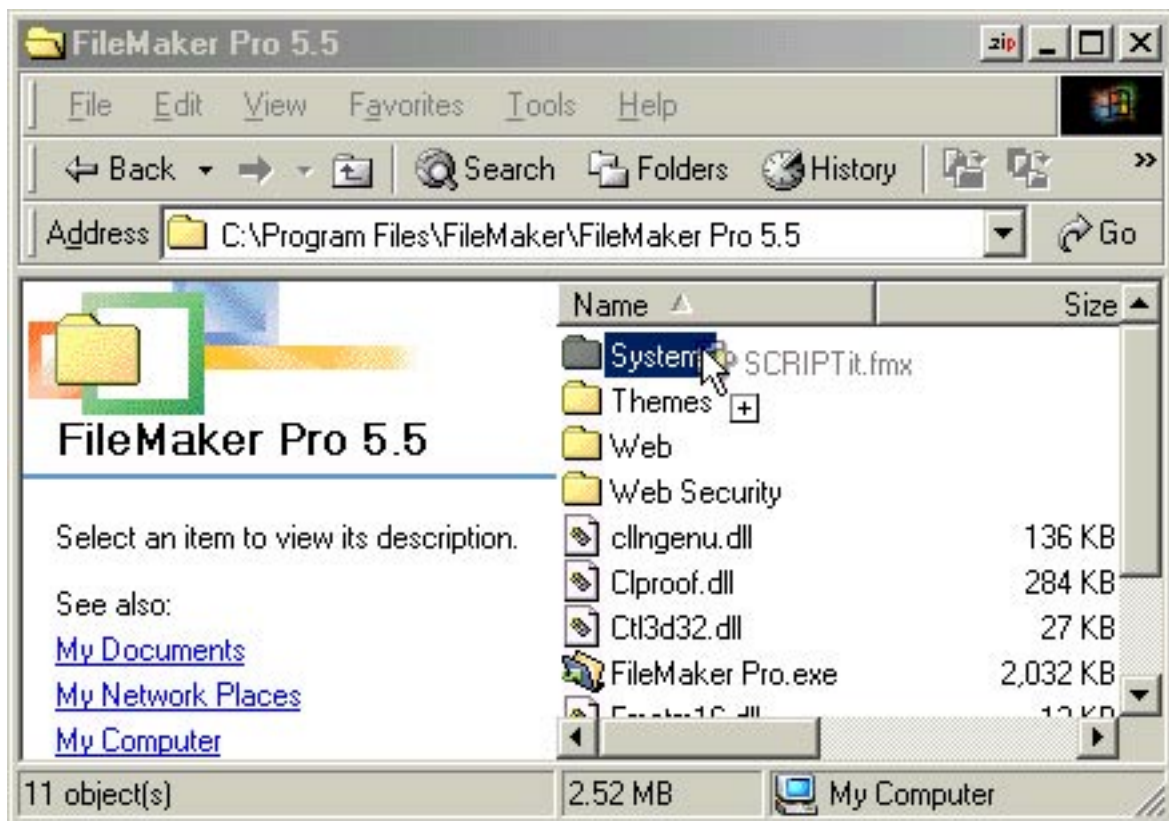 FileMaker Pro 5.5
zip
File Edit View Favorites Tools Help
Back Search Folders History »
Address C:\Program Files\FileMaker\FileMaker Pro 5.5 Go
FileMaker Pro 5.5
Select an item to view its description.
See also:
My Documents
My Network Places
My Computer
Name Size
System SCRIPTit.fmx
Themes
Web
Web Security
cllngenu.dll 136 KB
Clproof.dll 284 KB
Ctl3d32.dll 27 KB
FileMaker Pro.exe 2,032 KB
11 object(s) 2.52 MB My Computer